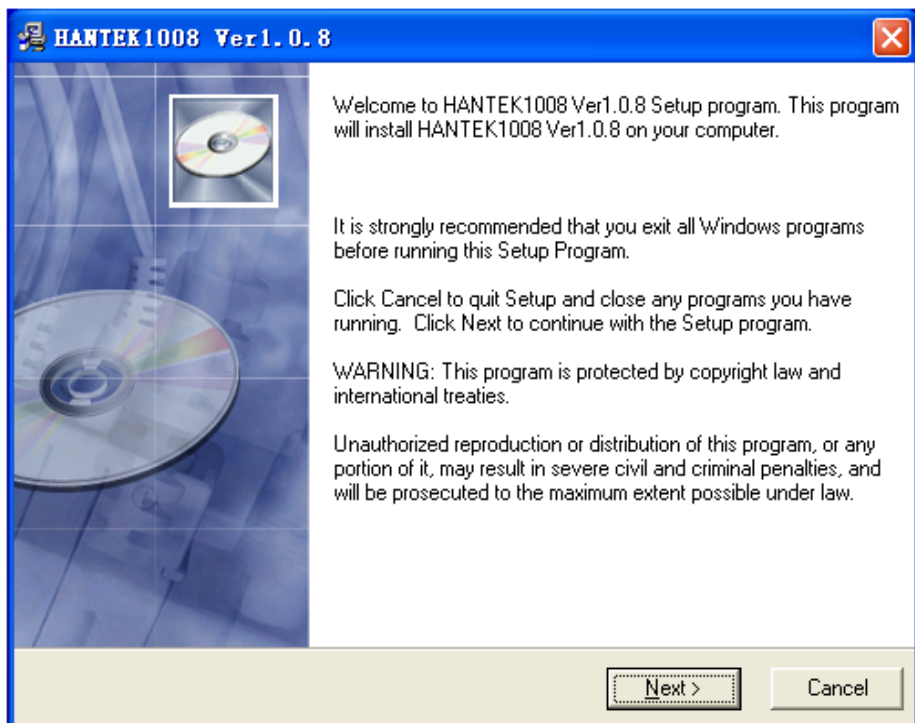 HANTEK1008 Ver1.0.8
Welcome to HANTEK1008 Ver1.0.8 Setup program. This program
will install HANTEK1008 Ver1.0.8 on your computer.
It is strongly recommended that you exit all Windows programs
before running this Setup Program.
Click Cancel to quit Setup and close any programs you have
running.  Click Next to continue with the Setup program.
WARNING: This program is protected by copyright law and
international treaties.
Unauthorized reproduction or distribution of this program, or any
portion of it, may result in severe civil and criminal penalties, and
will be prosecuted to the maximum extent possible under law.
Next >
Cancel